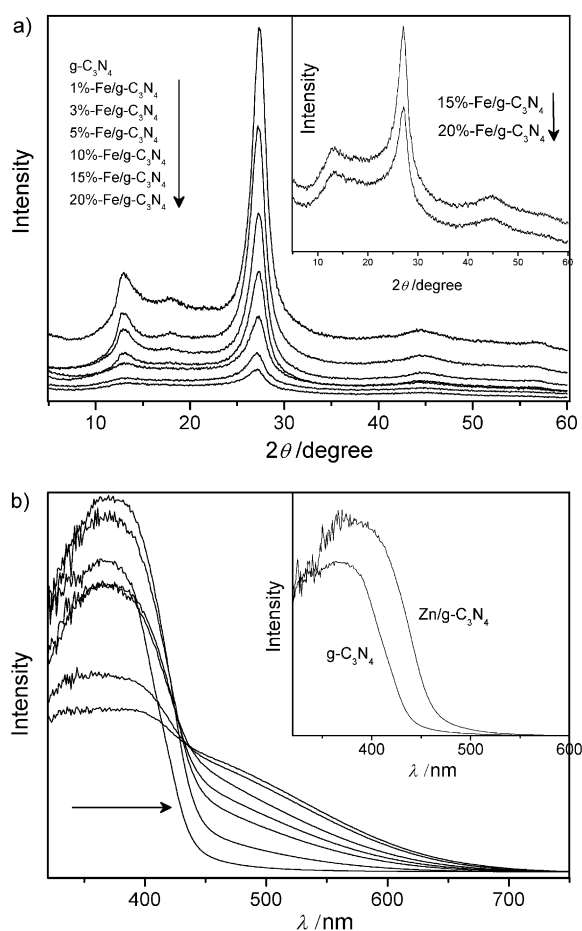 a)
Intensity
g-C₃N₄
1%-Fe/g-C₃N₄
3%-Fe/g-C₃N₄
5%-Fe/g-C₃N₄
10%-Fe/g-C₃N₄
15%-Fe/g-C₃N₄
20%-Fe/g-C₃N₄
Intensity
15%-Fe/g-C₃N₄
20%-Fe/g-C₃N₄
10 20 30 40 50 60
2θ/degree
10 20 30 40 50 60
2θ/degree
b)
Intensity
Intensity
Zn/g-C₃N₄
g-C₃N₄
400 500 600
λ /nm
400 500 600 700
λ /nm